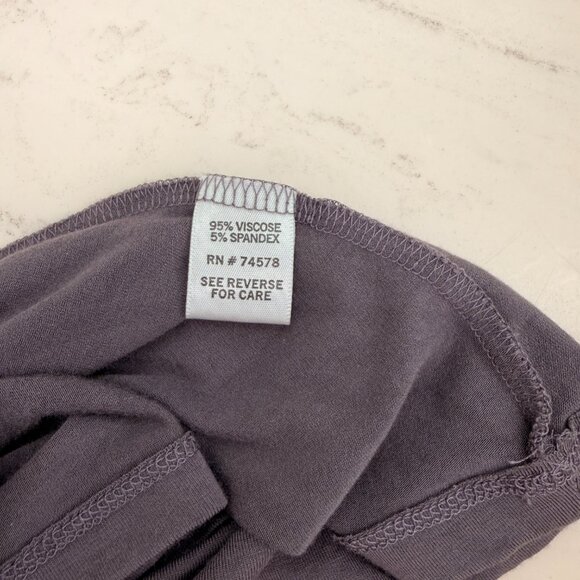 95% VISCOSE
5% SPANDEX
RN # 74578
SEE REVERSE
FOR CARE